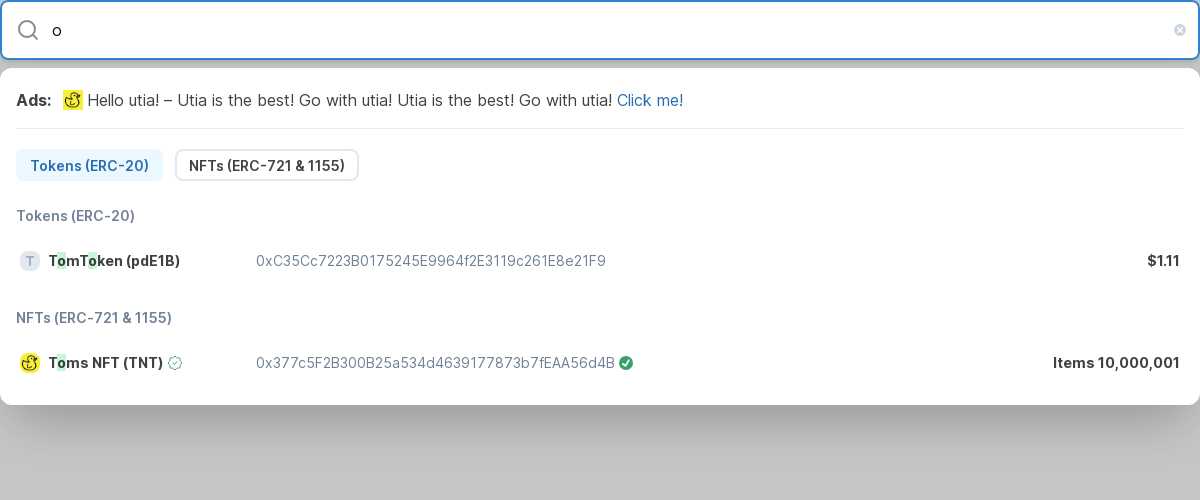 o
Ads: Hello utia! – Utia is the best! Go with utia! Utia is the best! Go with utia! Click me!
Tokens (ERC-20) NFTs (ERC-721 & 1155)
Tokens (ERC-20)
T TomToken (pdE1B) 0xC35Cc7223B0175245E9964f2E3119c261E8e21F9 $1.11
NFTs (ERC-721 & 1155)
Toms NFT (TNT) 0x377c5F2B300B25a534d4639177873b7fEAA56d4B Items 10,000,001